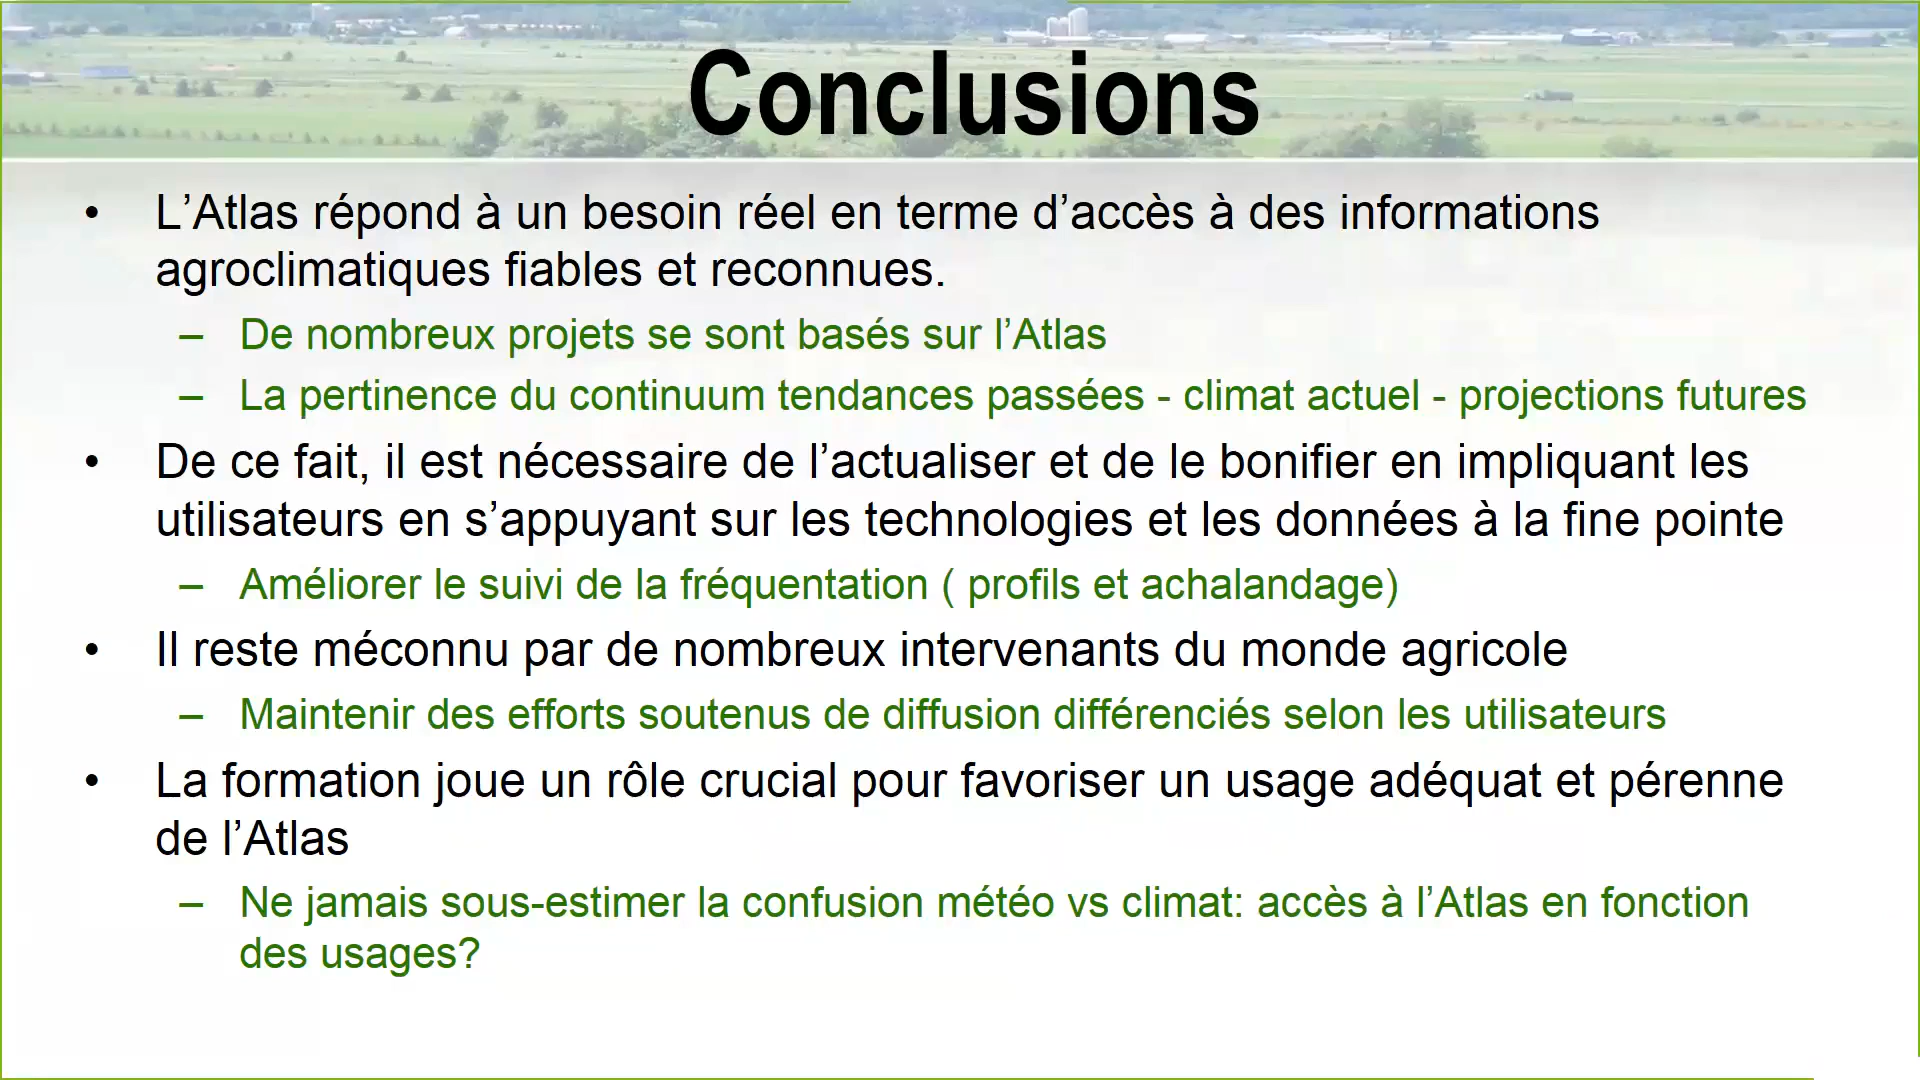 Conclusions
• L’Atlas répond à un besoin réel en terme d’accès à des informations
agroclimatiques fiables et reconnues.
– De nombreux projets se sont basés sur l’Atlas
– La pertinence du continuum tendances passées - climat actuel - projections futures
• De ce fait, il est nécessaire de l’actualiser et de le bonifier en impliquant les
utilisateurs en s’appuyant sur les technologies et les données à la fine pointe
– Améliorer le suivi de la fréquentation ( profils et achalandage)
• Il reste méconnu par de nombreux intervenants du monde agricole
– Maintenir des efforts soutenus de diffusion différenciés selon les utilisateurs
• La formation joue un rôle crucial pour favoriser un usage adéquat et pérenne
de l’Atlas
– Ne jamais sous-estimer la confusion météo vs climat: accès à l’Atlas en fonction
des usages?